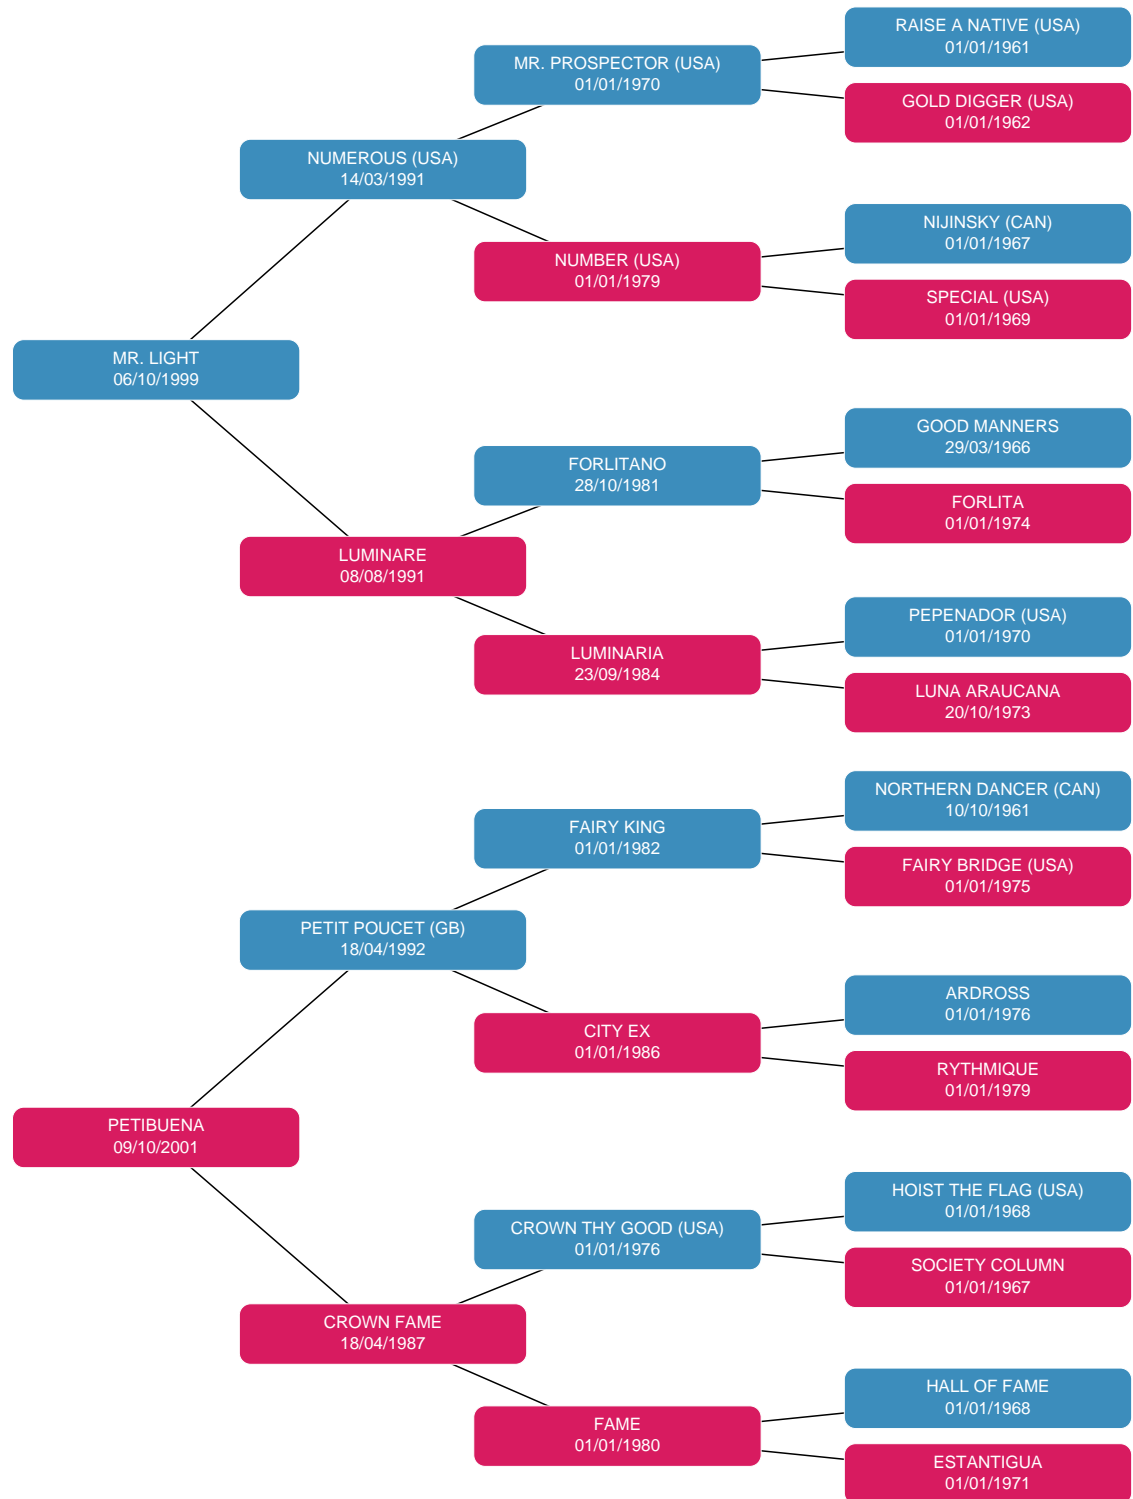 RAISE A NATIVE (USA)
01/01/1961
MR. PROSPECTOR (USA)
01/01/1970
GOLD DIGGER (USA)
01/01/1962
NUMEROUS (USA)
14/03/1991
NIJINSKY (CAN)
01/01/1967
NUMBER (USA)
01/01/1979
SPECIAL (USA)
01/01/1969
MR. LIGHT
06/10/1999
GOOD MANNERS
29/03/1966
FORLITANO
28/10/1981
FORLITA
01/01/1974
LUMINARE
08/08/1991
PEPENADOR (USA)
01/01/1970
LUMINARIA
23/09/1984
LUNA ARAUCANA
20/10/1973
NORTHERN DANCER (CAN)
10/10/1961
FAIRY KING
01/01/1982
FAIRY BRIDGE (USA)
01/01/1975
PETIT POUCET (GB)
18/04/1992
ARDROSS
01/01/1976
CITY EX
01/01/1986
RYTHMIQUE
01/01/1979
PETIBUENA
09/10/2001
HOIST THE FLAG (USA)
01/01/1968
CROWN THY GOOD (USA)
01/01/1976
SOCIETY COLUMN
01/01/1967
CROWN FAME
18/04/1987
HALL OF FAME
01/01/1968
FAME
01/01/1980
ESTANTIGUA
01/01/1971